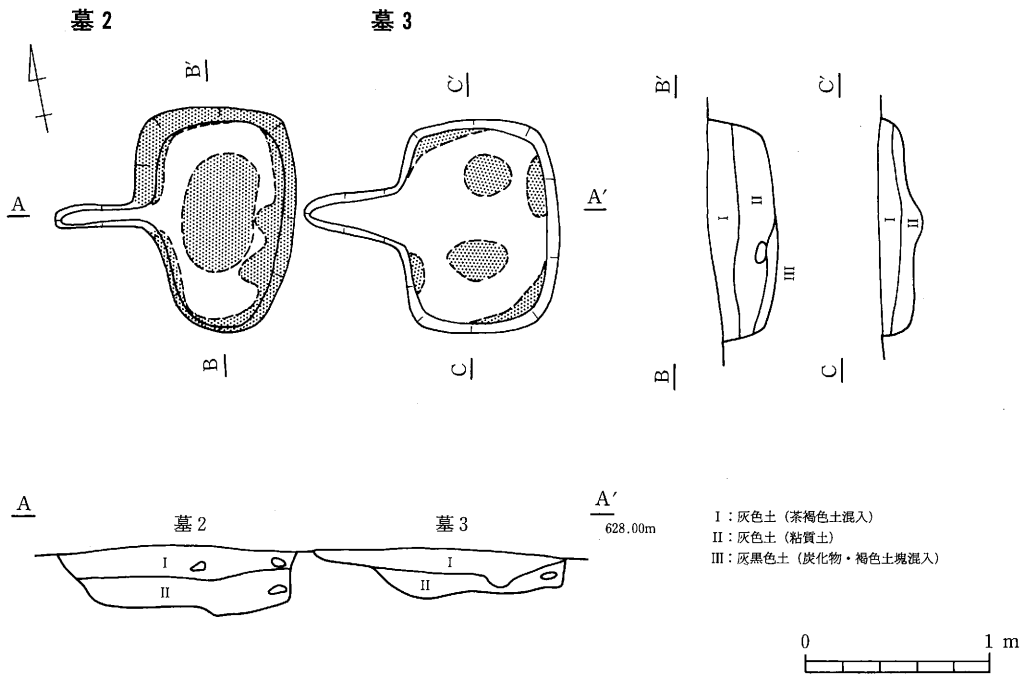 墓2
墓3
B′
C′
B′
C′
A
A′
I
II
III
I
II
B
C
B
C
A
墓2
墓3
A′
628.00m
I
II
I
II
I：灰色土（茶褐色土混入）
II：灰色土（粘質土）
III：灰黒色土（炭化物・褐色土塊混入）
0
1 m